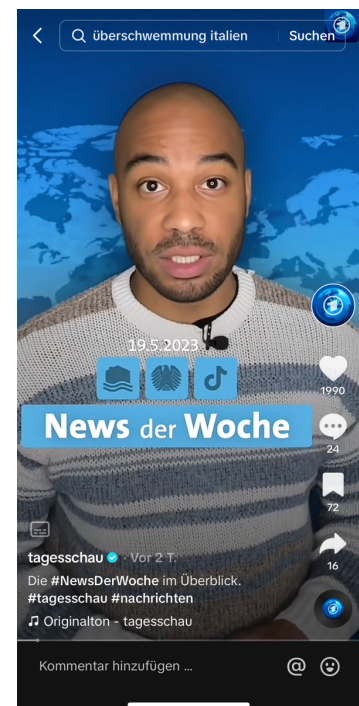 überschwemmung italien
Suchen
19.5.2023
News der Woche
1990
24
72
16
tagesschau · Vor 2 T.
Die #NewsDerWoche im Überblick.
#tagesschau #nachrichten
Originalton - tagesschau
Kommentar hinzufügen ...
@